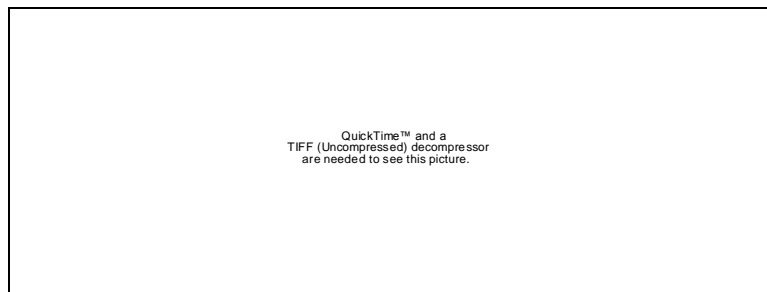 QuickTime™ and a
TIFF (Uncompressed) decompressor
are needed to see this picture.